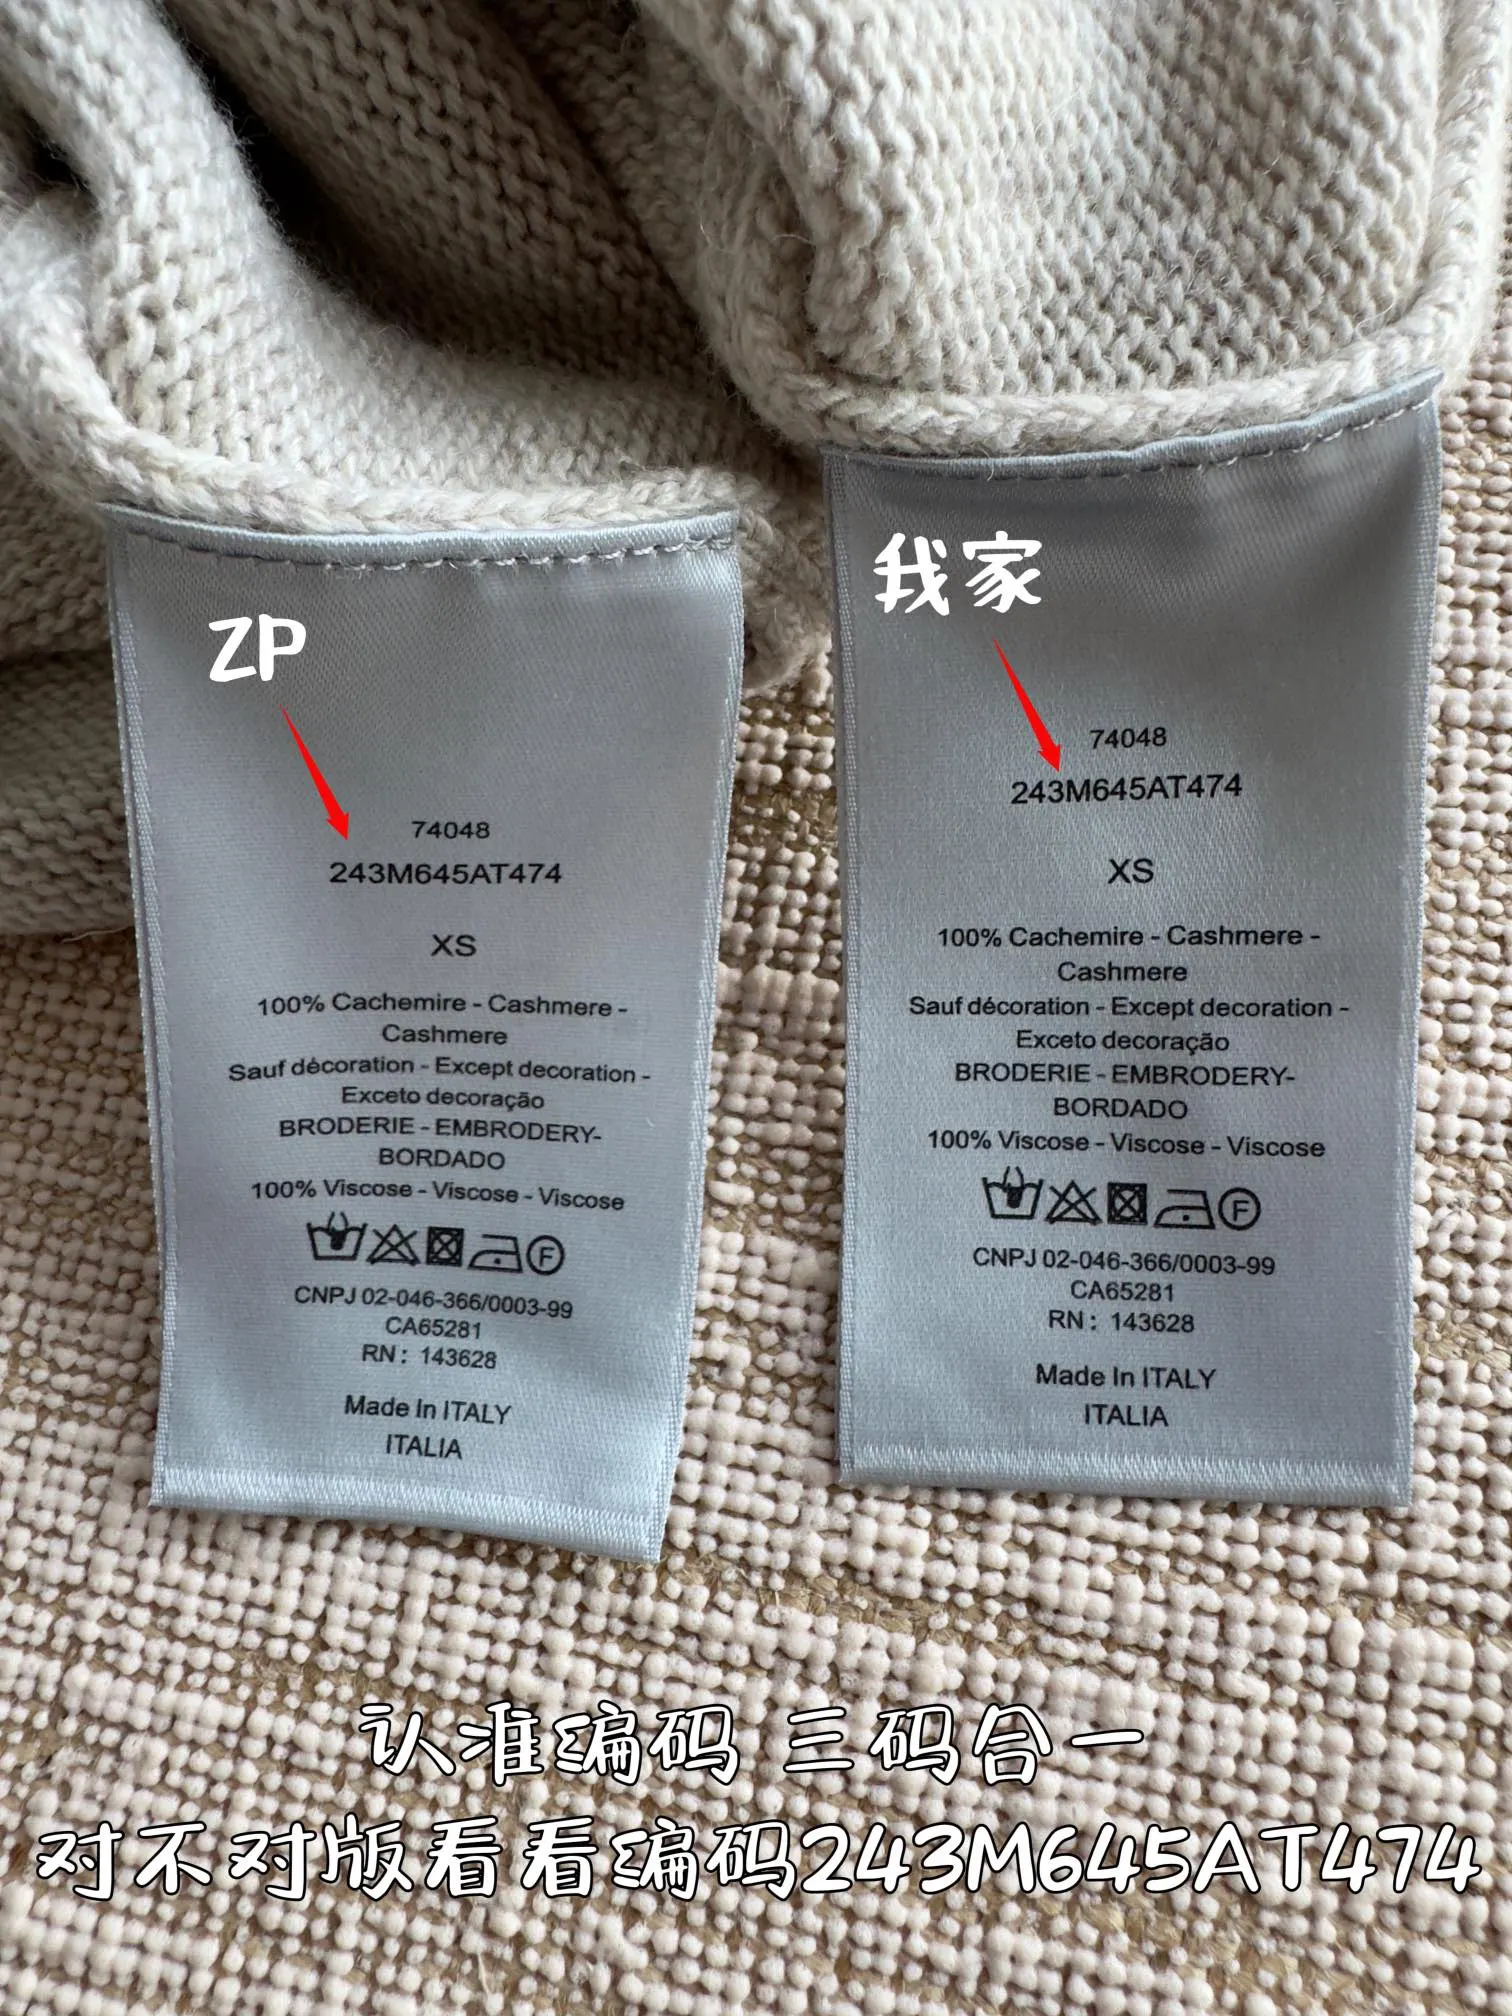 ZP
74048
243M645AT474
XS
100% Cachemire - Cashmere -
Cashmere
Sauf décoration - Except decoration -
Exceto decoração
BRODERIE - EMBRODERY-
BORDADO
100% Viscose - Viscose - Viscose
F
CNPJ 02-046-366/0003-99
CA65281
RN: 143628
Made In ITALY
ITALIA
我家
74048
243M645AT474
XS
100% Cachemire - Cashmere -
Cashmere
Sauf décoration - Except decoration -
Exceto decoração
BRODERIE - EMBRODERY-
BORDADO
100% Viscose - Viscose - Viscose
F
CNPJ 02-046-366/0003-99
CA65281
RN: 143628
Made In ITALY
ITALIA
认准编码 三码合一
对不对版看看编码243M645AT474